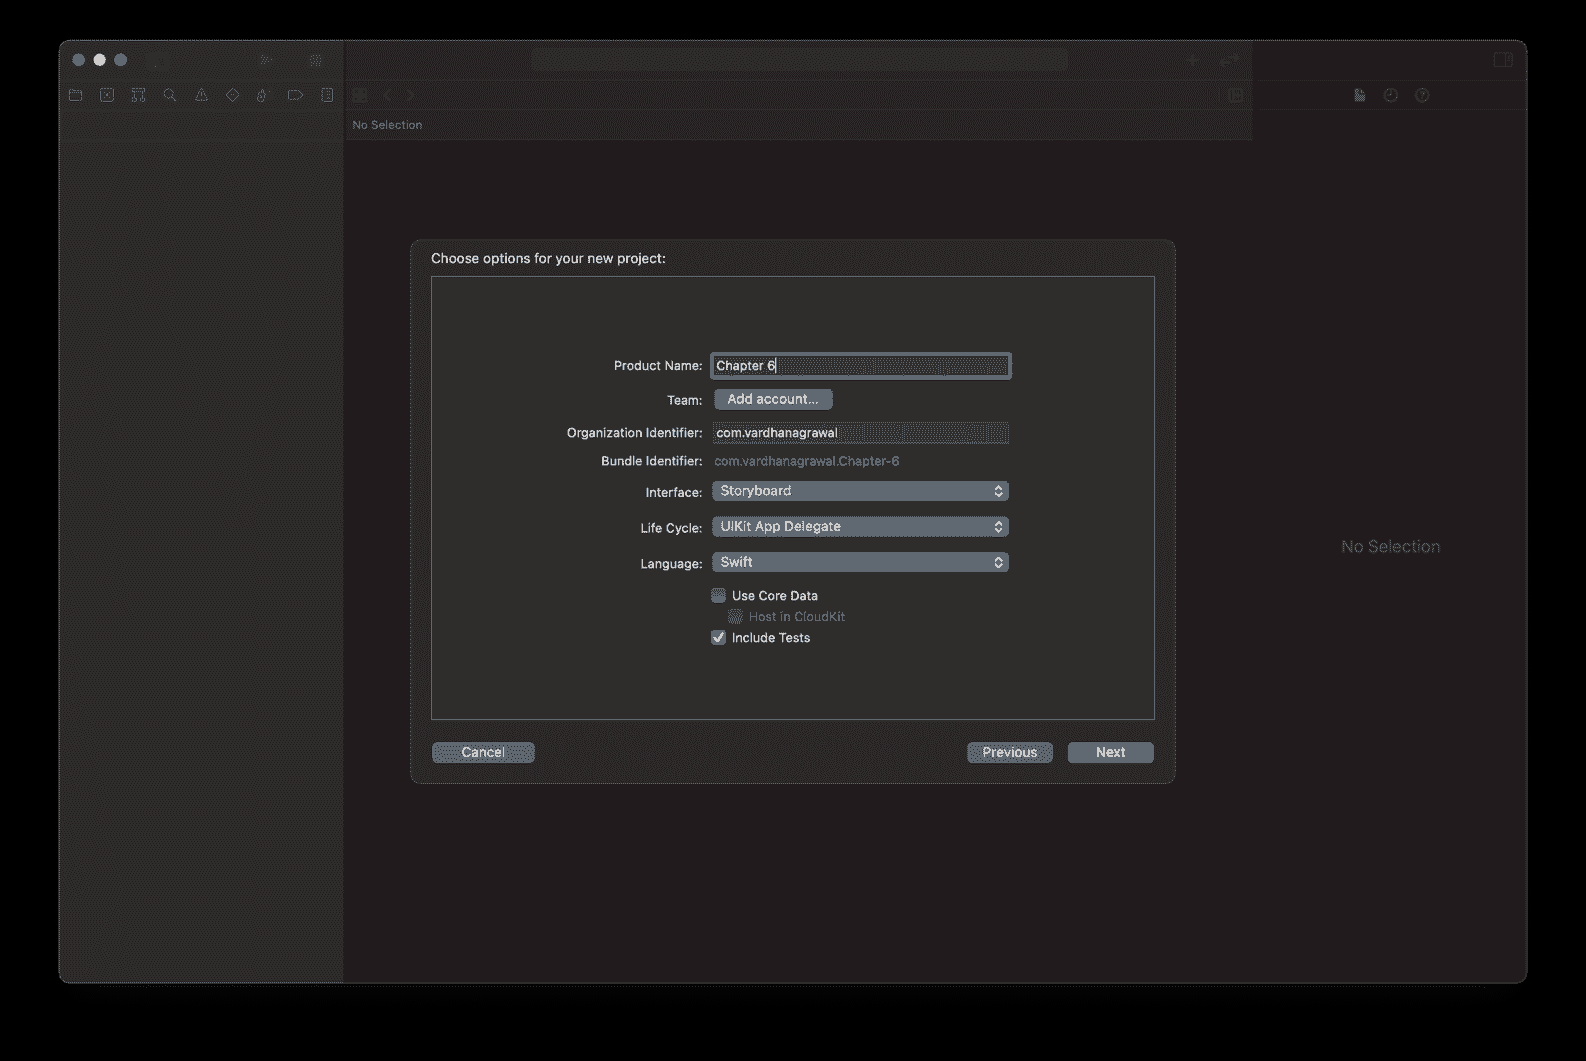 No Selection
Choose options for your new project:
Product Name: Chapter 6
Team: Add account...
Organization Identifier: com.vardhanagrawal
Bundle Identifier: com.vardhanagrawal.Chapter-6
Interface: Storyboard
Life Cycle: UIKit App Delegate
Language: Swift
Use Core Data
Host in CloudKit
Include Tests
Cancel Previous Next
No Selection